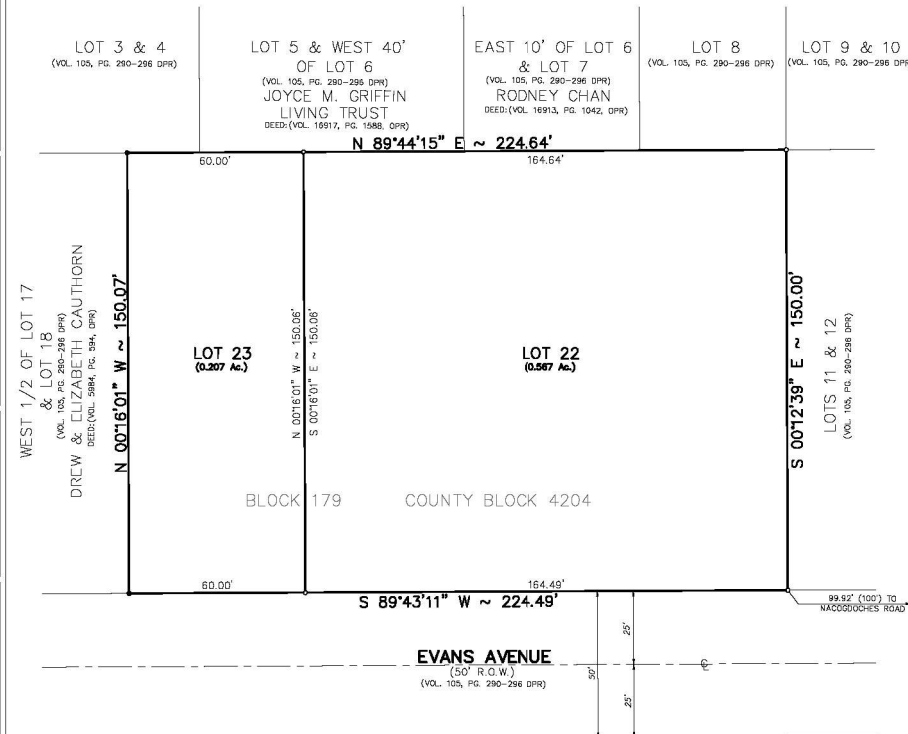 LOT 3 & 4
(VOL. 105, PG. 290-296 DPR)
LOT 5 & WEST 40'
OF LOT 6
(VOL. 105, PG. 290-296 DPR)
JOYCE M. GRIFFIN
LIVING TRUST
DEED:(VOL. 16917, PG. 1588, OPR)
EAST 10' OF LOT 6
& LOT 7
(VOL. 105, PG. 290-296 DPR)
RODNEY CHAN
DEED:(VOL. 16913, PG. 1042, OPR)
LOT 8
(VOL. 105, PG. 290-296 DPR)
LOT 9 & 10
(VOL. 105, PG. 290-296 DPR
N 89°44'15" E ~ 224.64'
60.00'
164.64'
WEST 1/2 OF LOT 17
& LOT 18
(VOL. 105, PG. 290-296 DPR)
DREW & ELIZABETH CAUTHORN
DEED:(VOL. 5984, PG. 594, OPR)
N 00°16'01" W ~ 150.07'
LOT 23
(0.207 Ac.)
N 00°16'01" W ~ 150.06'
S 00°16'01" E ~ 150.06'
LOT 22
(0.567 Ac.)
S 00°12'39" E ~ 150.00'
LOTS 11 & 12
(VOL. 105, PG. 290-296 DPR)
BLOCK 179
COUNTY BLOCK 4204
60.00'
164.49'
S 89°43'11" W ~ 224.49'
99.92' (100') TO
NACOGDOCHES ROAD
EVANS AVENUE
(50' R.O.W.)
(VOL. 105, PG. 290-296 DPR)
50'
25'
25'